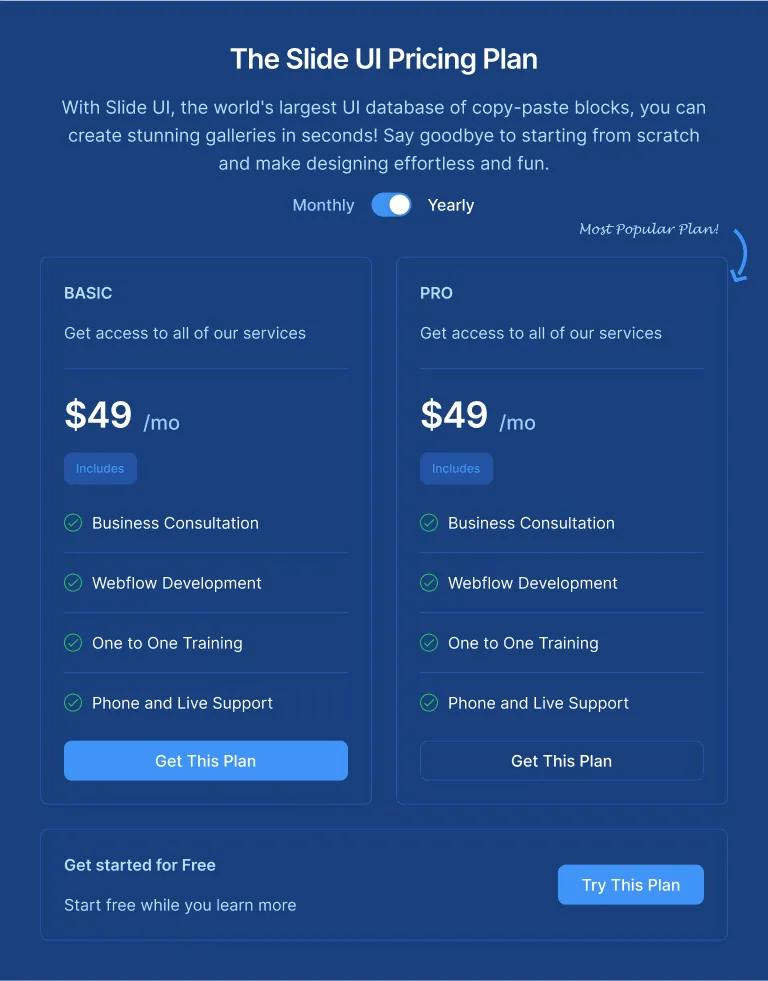 The Slide UI Pricing Plan
With Slide UI, the world's largest UI database of copy-paste blocks, you can
create stunning galleries in seconds! Say goodbye to starting from scratch
and make designing effortless and fun.
Monthly Yearly
Most Popular Plan!
BASIC
Get access to all of our services
$49 /mo
Includes
Business Consultation
Webflow Development
One to One Training
Phone and Live Support
Get This Plan
PRO
Get access to all of our services
$49 /mo
Includes
Business Consultation
Webflow Development
One to One Training
Phone and Live Support
Get This Plan
Get started for Free
Start free while you learn more
Try This Plan